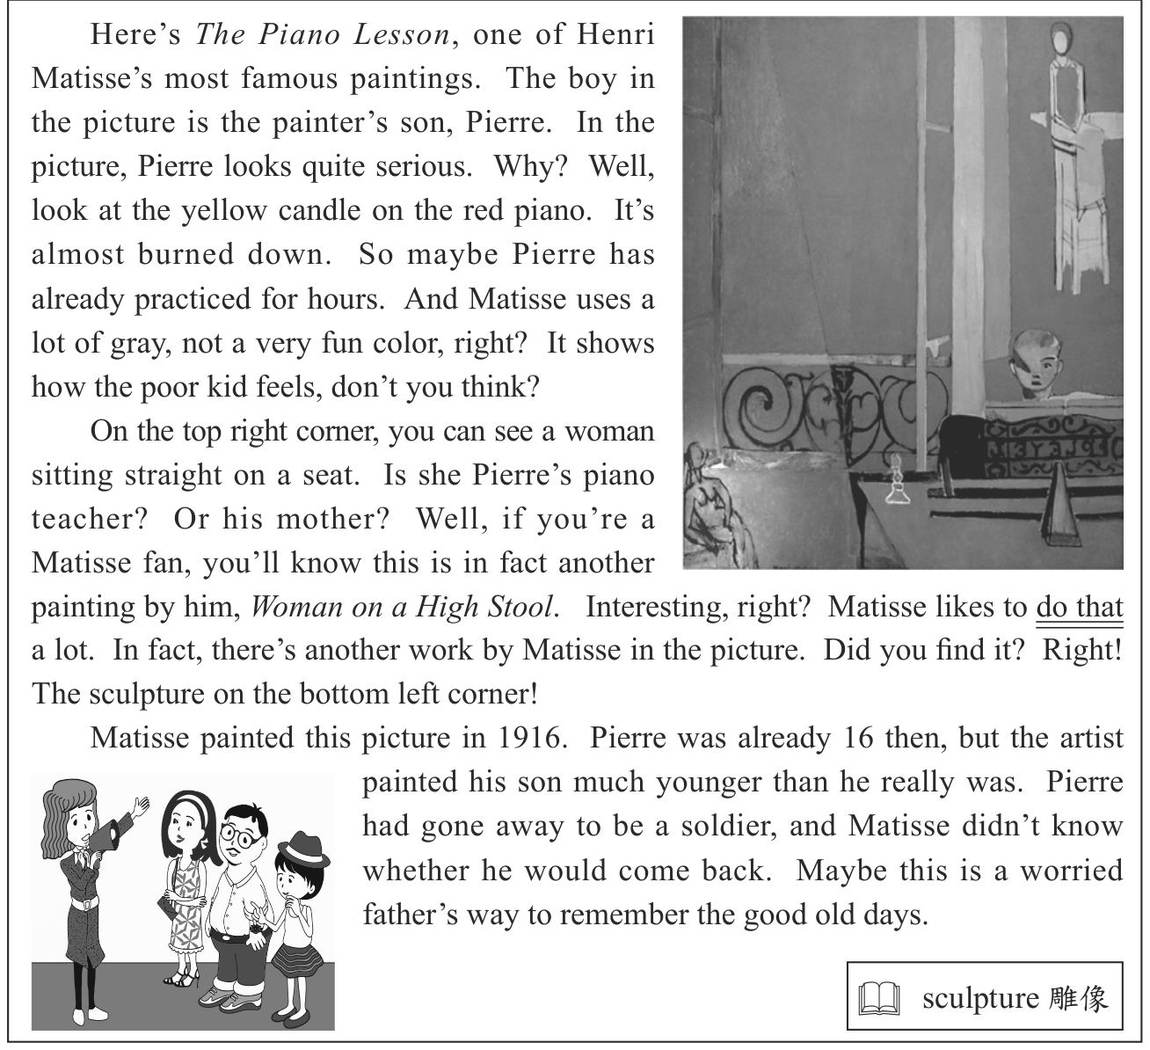 Here’s The Piano Lesson, one of Henri
Matisse’s most famous paintings. The boy in
the picture is the painter’s son, Pierre. In the
picture, Pierre looks quite serious. Why? Well,
look at the yellow candle on the red piano. It’s
almost burned down. So maybe Pierre has
already practiced for hours. And Matisse uses a
lot of gray, not a very fun color, right? It shows
how the poor kid feels, don’t you think?
On the top right corner, you can see a woman
sitting straight on a seat. Is she Pierre’s piano
teacher? Or his mother? Well, if you’re a
Matisse fan, you’ll know this is in fact another
painting by him, Woman on a High Stool. Interesting, right? Matisse likes to do that
a lot. In fact, there’s another work by Matisse in the picture. Did you find it? Right!
The sculpture on the bottom left corner!
Matisse painted this picture in 1916. Pierre was already 16 then, but the artist
painted his son much younger than he really was. Pierre
had gone away to be a soldier, and Matisse didn’t know
whether he would come back. Maybe this is a worried
father’s way to remember the good old days.
sculpture 雕像